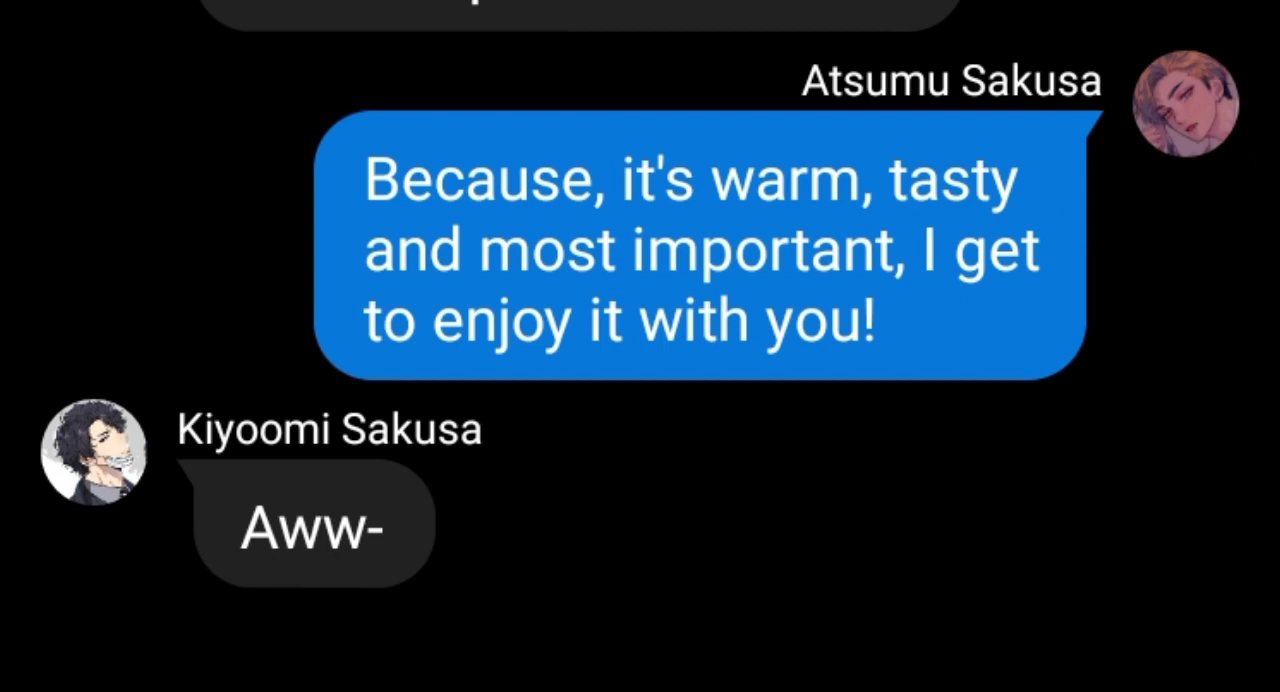 Atsumu Sakusa
Because, it's warm, tasty
and most important, I get
to enjoy it with you!
Kiyoomi Sakusa
Aww-